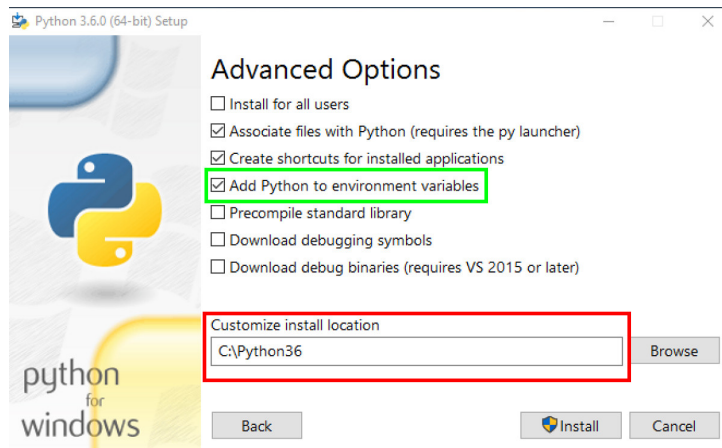 Python 3.6.0 (64-bit) Setup
Advanced Options
Install for all users
Associate files with Python (requires the py launcher)
Create shortcuts for installed applications
Add Python to environment variables
Precompile standard library
Download debugging symbols
Download debug binaries (requires VS 2015 or later)
Customize install location
C:\Python36
Browse
python
for
windows
Back
Install
Cancel